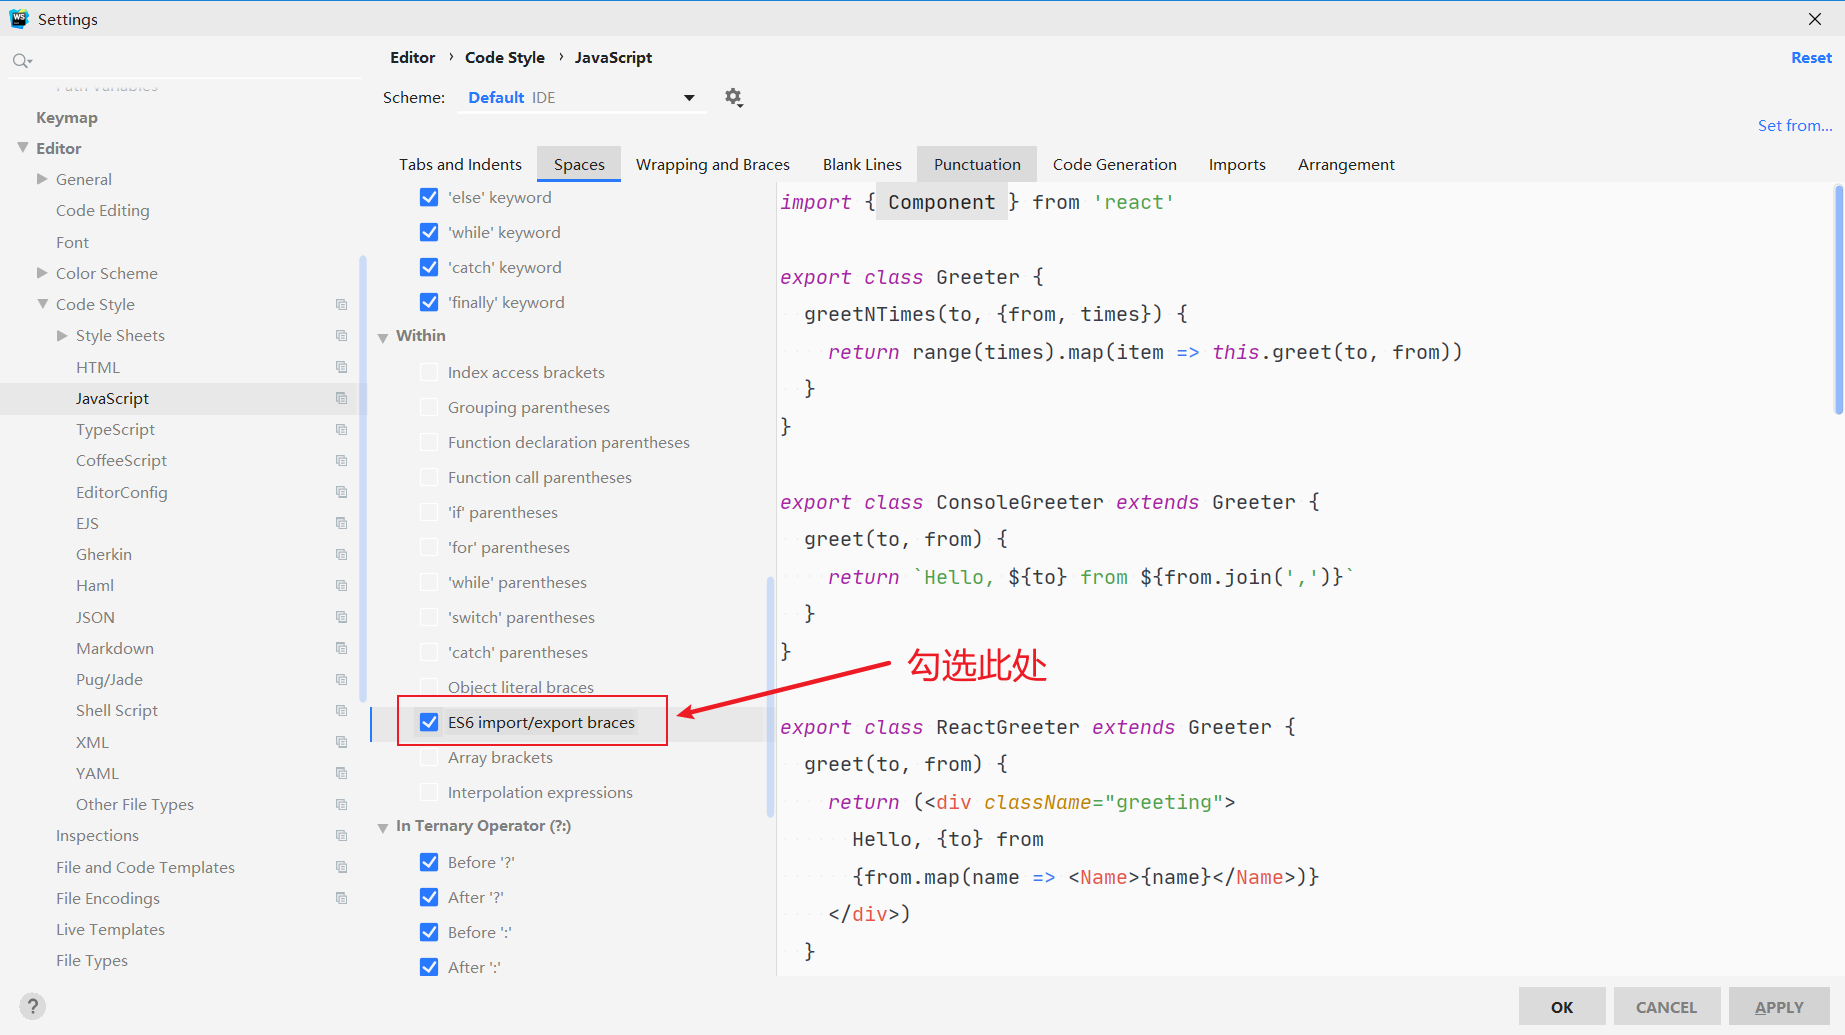 Settings
Path Variables
Keymap
Editor
General
Code Editing
Font
Color Scheme
Code Style
Style Sheets
HTML
JavaScript
TypeScript
CoffeeScript
EditorConfig
EJS
Gherkin
Haml
JSON
Markdown
Pug/Jade
Shell Script
XML
YAML
Other File Types
Inspections
File and Code Templates
File Encodings
Live Templates
File Types
?
Editor › Code Style › JavaScript
Reset
Scheme: Default IDE
Set from...
Tabs and Indents Spaces Wrapping and Braces Blank Lines Punctuation Code Generation Imports Arrangement
'else' keyword
'while' keyword
'catch' keyword
'finally' keyword
Within
Index access brackets
Grouping parentheses
Function declaration parentheses
Function call parentheses
'if' parentheses
'for' parentheses
'while' parentheses
'switch' parentheses
'catch' parentheses
Object literal braces
ES6 import/export braces
Array brackets
Interpolation expressions
In Ternary Operator (?:)
Before '?'
After '?'
Before ':'
After ':'
import { Component } from 'react'
export class Greeter {
greetNTimes(to, {from, times}) {
return range(times).map(item => this.greet(to, from))
}
}
export class ConsoleGreeter extends Greeter {
greet(to, from) {
return `Hello, ${to} from ${from.join(',')}`
}
}
勾选此处
export class ReactGreeter extends Greeter {
greet(to, from) {
return (<div className="greeting">
Hello, {to} from
{from.map(name => <Name>{name}</Name>)}
</div>)
}
OK CANCEL APPLY